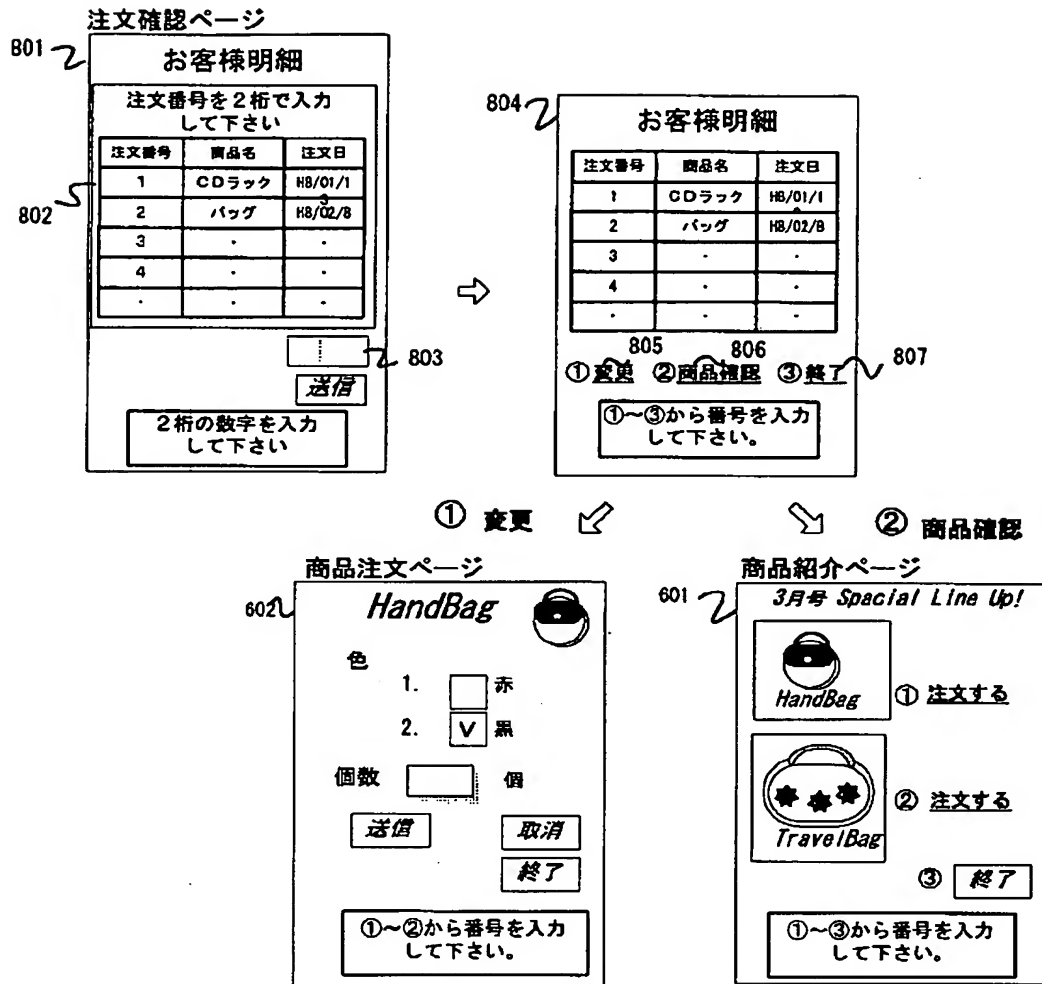 注文確認ページ
801
お客様明細
注文番号を2桁で入力
して下さい
注文番号 商品名 注文日
1 CDラック H8/01/1
3
2 バッグ H8/02/8
3 ・ ・
4 ・ ・
・ ・ ・
802
803
送信
2桁の数字を入力
して下さい
804
お客様明細
注文番号 商品名 注文日
1 CDラック H8/01/1
2 バッグ H8/02/8
3 ・ ・
4 ・ ・
・ ・ ・
805 806 807
①変更 ②商品確認 ③終了
①~③から番号を入力
して下さい。
① 変更
② 商品確認
商品注文ページ
602
HandBag
色
1. 赤
2. V 黒
個数 個
送信 取消
終了
①~②から番号を入力
して下さい。
商品紹介ページ
601
3月号 Spacial Line Up!
HandBag
① 注文する
TravelBag
② 注文する
③ 終了
①~③から番号を入力
して下さい。